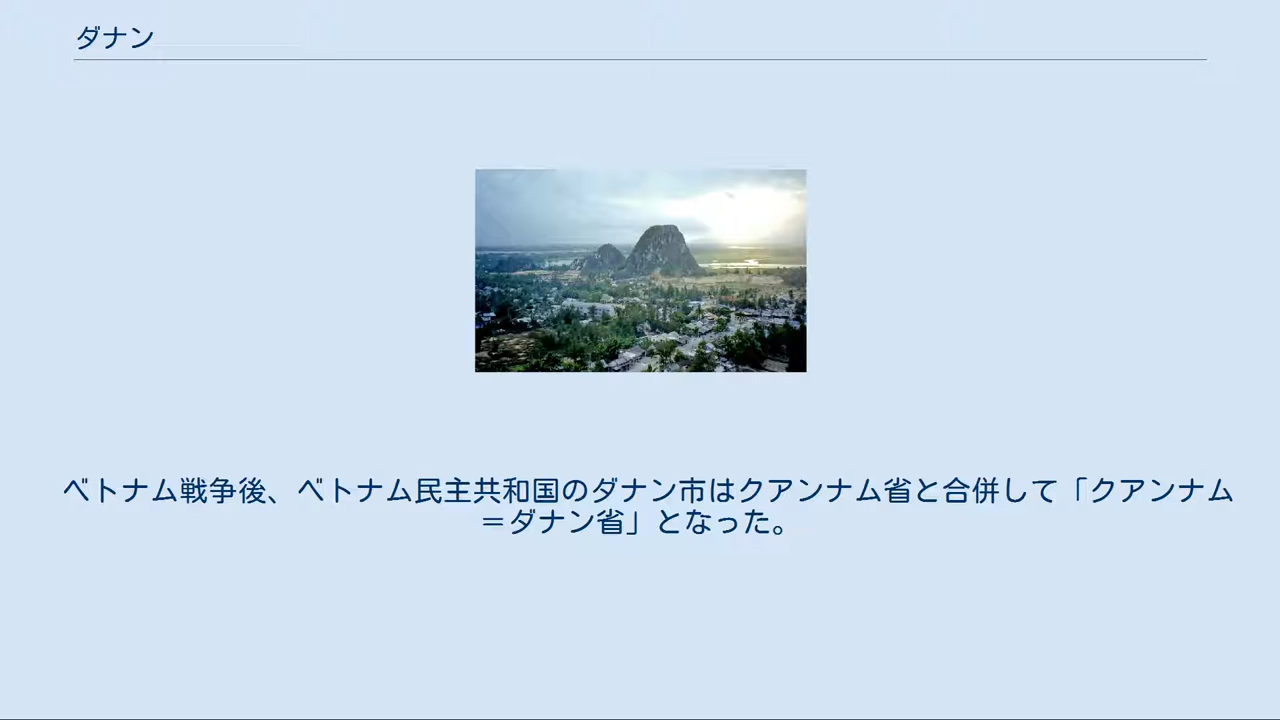 ダナン
ベトナム戦争後、ベトナム民主共和国のダナン市はクアンナム省と合併して「クアンナム
＝ダナン省」となった。